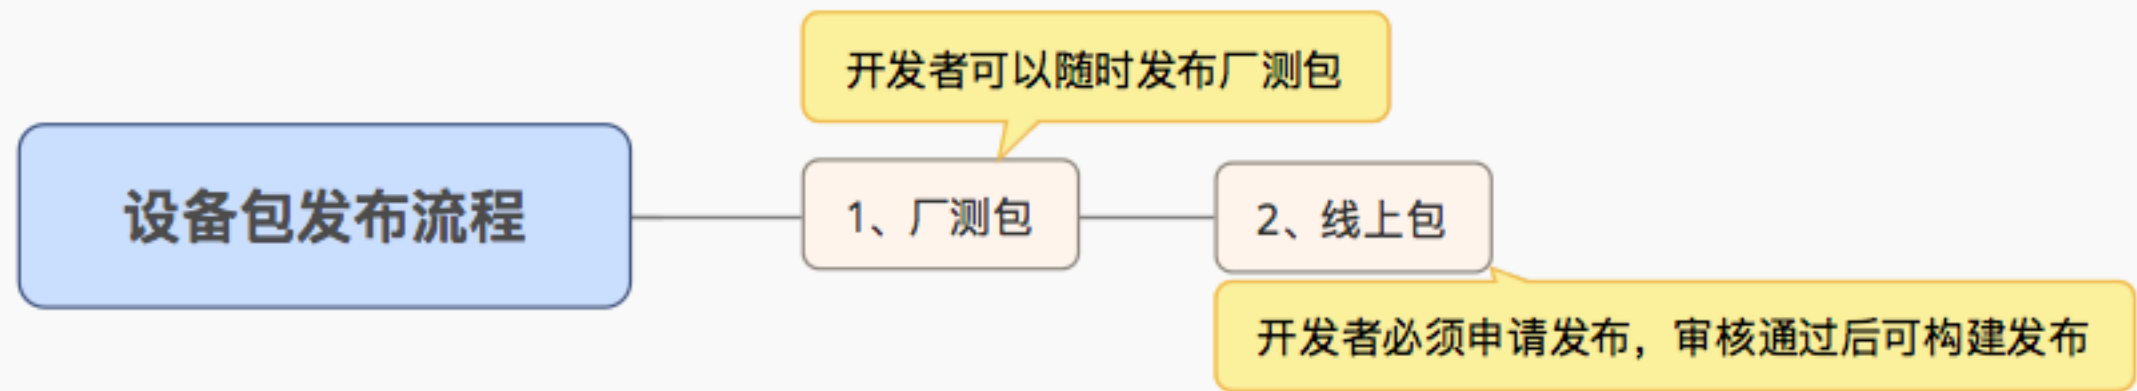 开发者可以随时发布厂测包
设备包发布流程
1、厂测包
2、线上包
开发者必须申请发布，审核通过后可构建发布